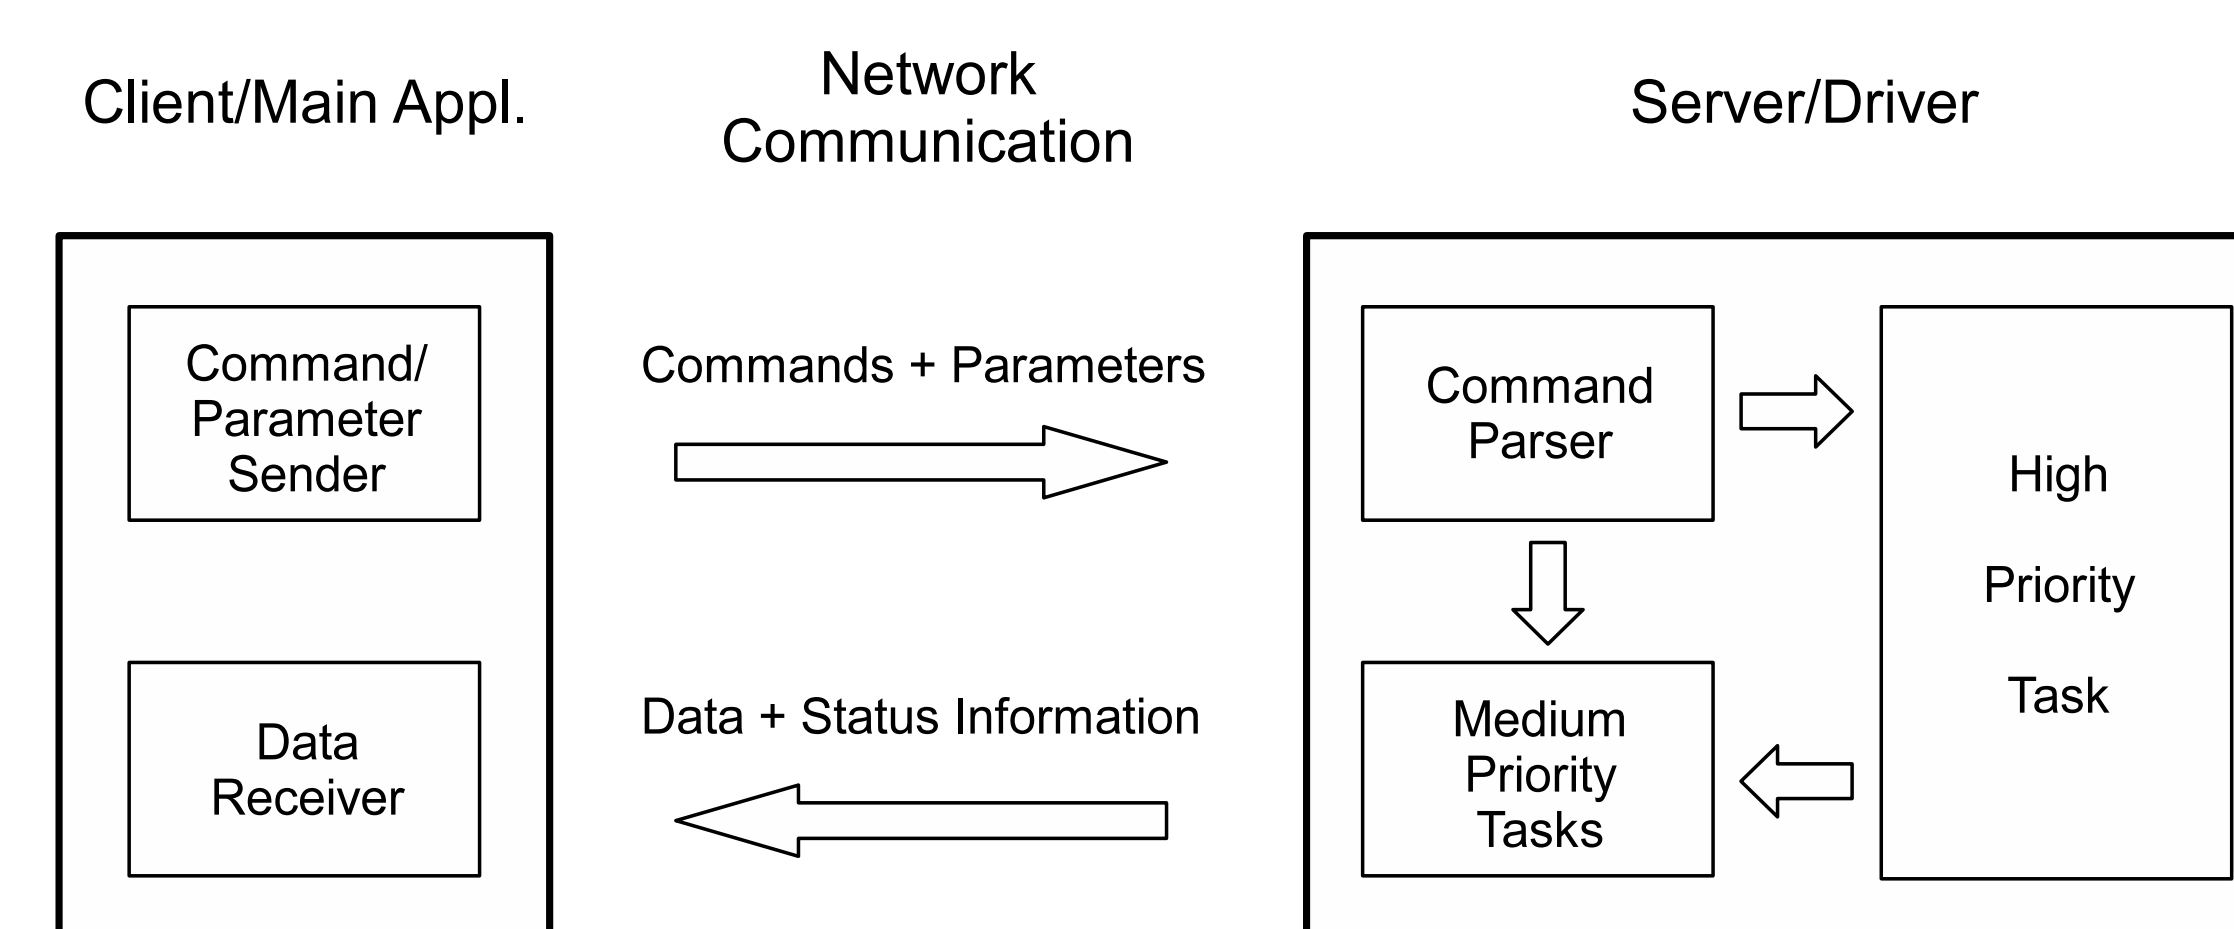 Client/Main Appl.
Network
Communication
Server/Driver
Command/
Parameter
Sender
Commands + Parameters
Command
Parser
High
Priority
Task
Data
Receiver
Data + Status Information
Medium
Priority
Tasks